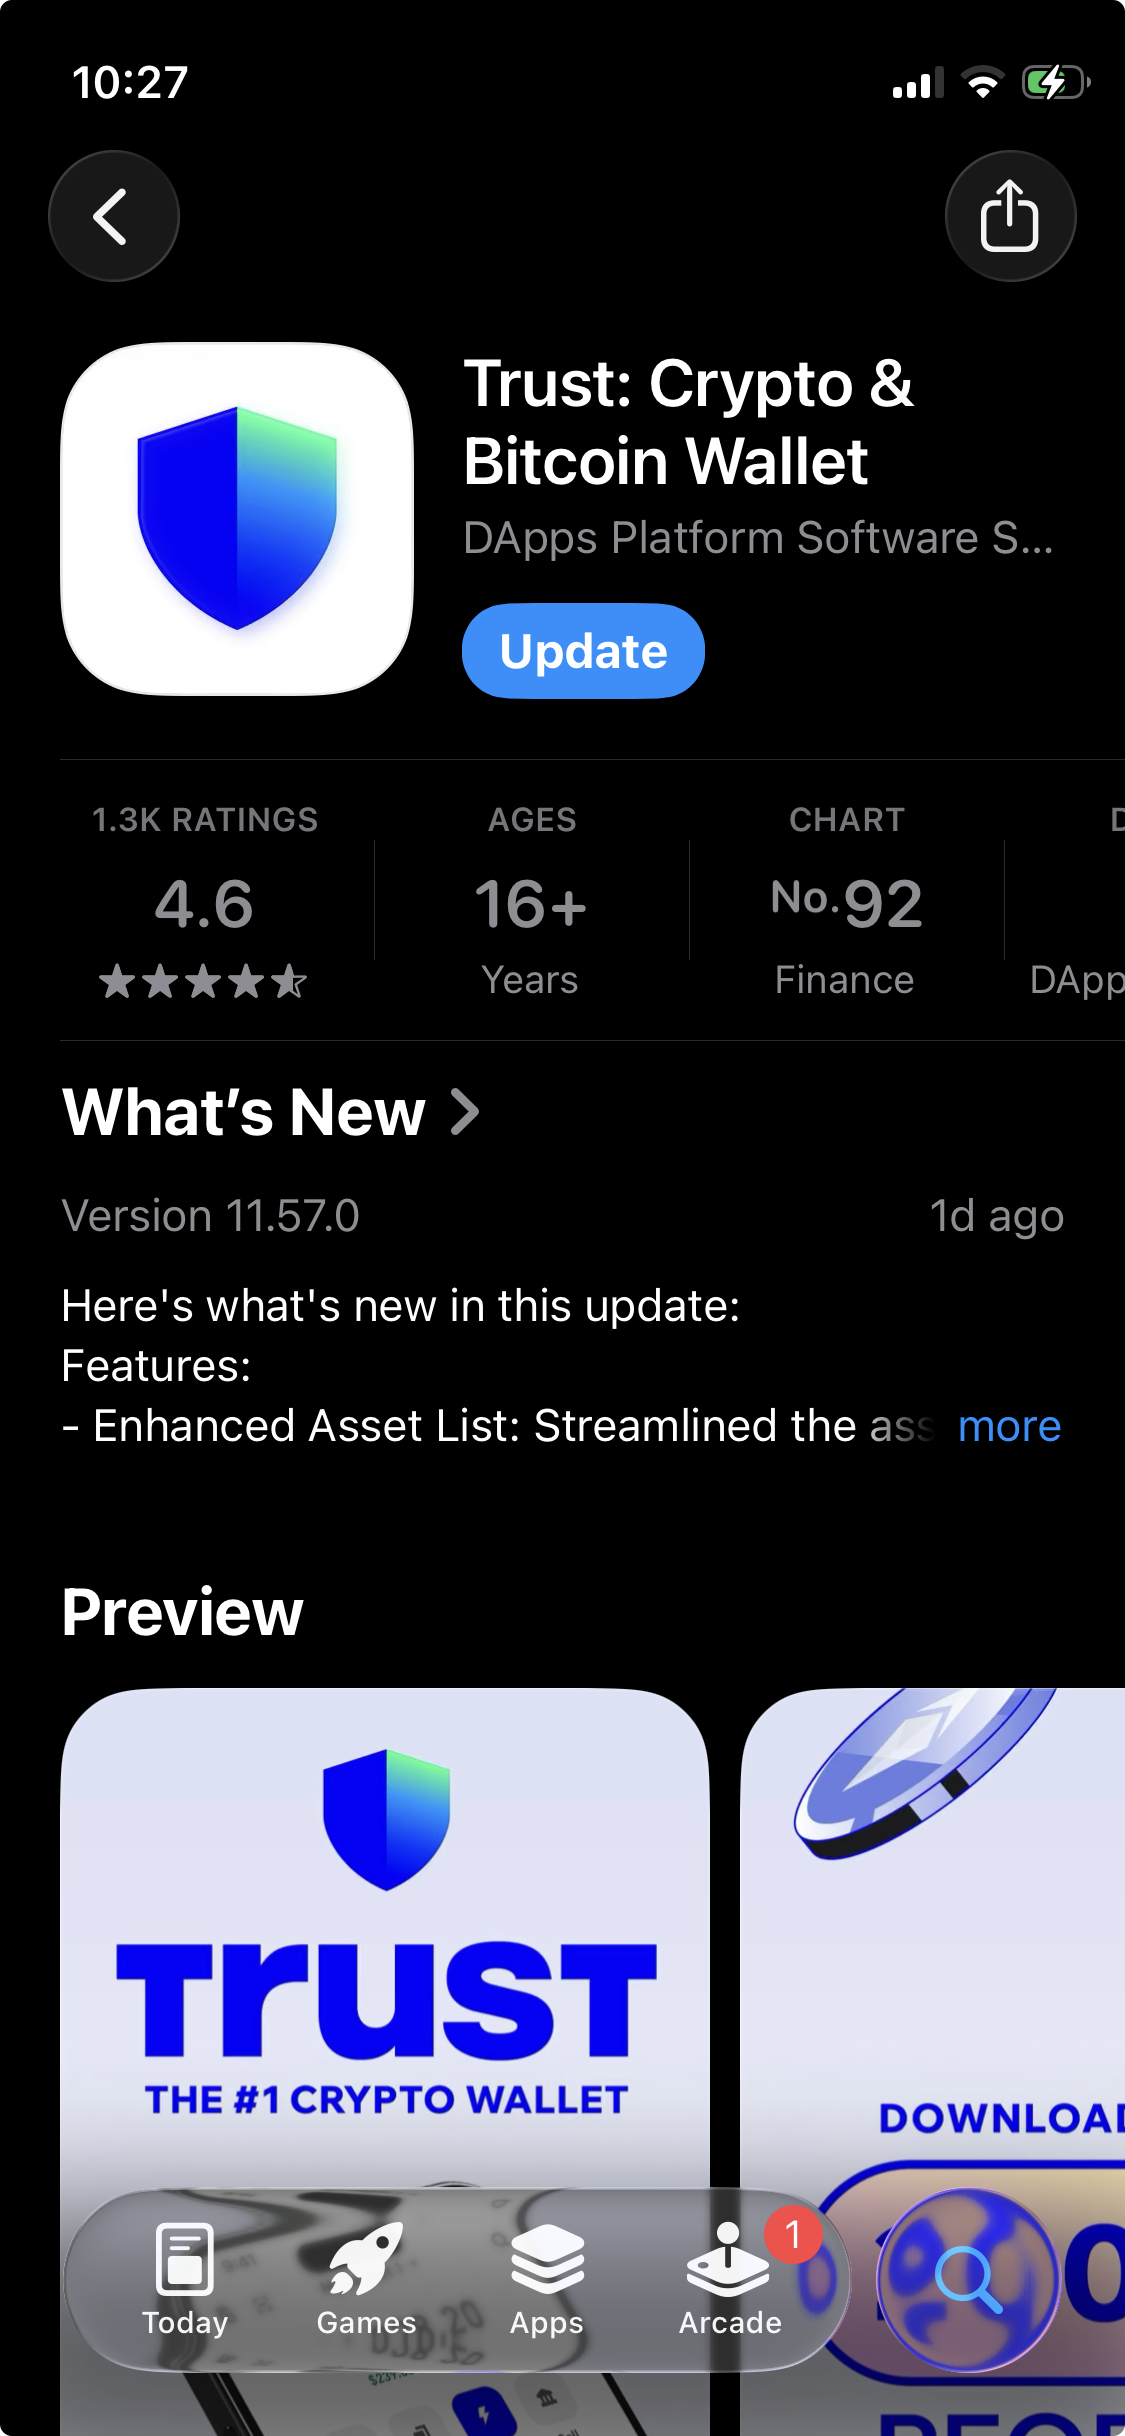 10:27
Trust: Crypto &
Bitcoin Wallet
DApps Platform Software S...
Update
1.3K RATINGS
4.6
AGES
16+
Years
CHART
No.92
Finance
DApp
What's New
Version 11.57.0
1d ago
Here's what's new in this update:
Features:
- Enhanced Asset List: Streamlined the ass
more
Preview
TrUST
THE #1 CRYPTO WALLET
DOWNLOAD
Today
Games
Apps
Arcade
1